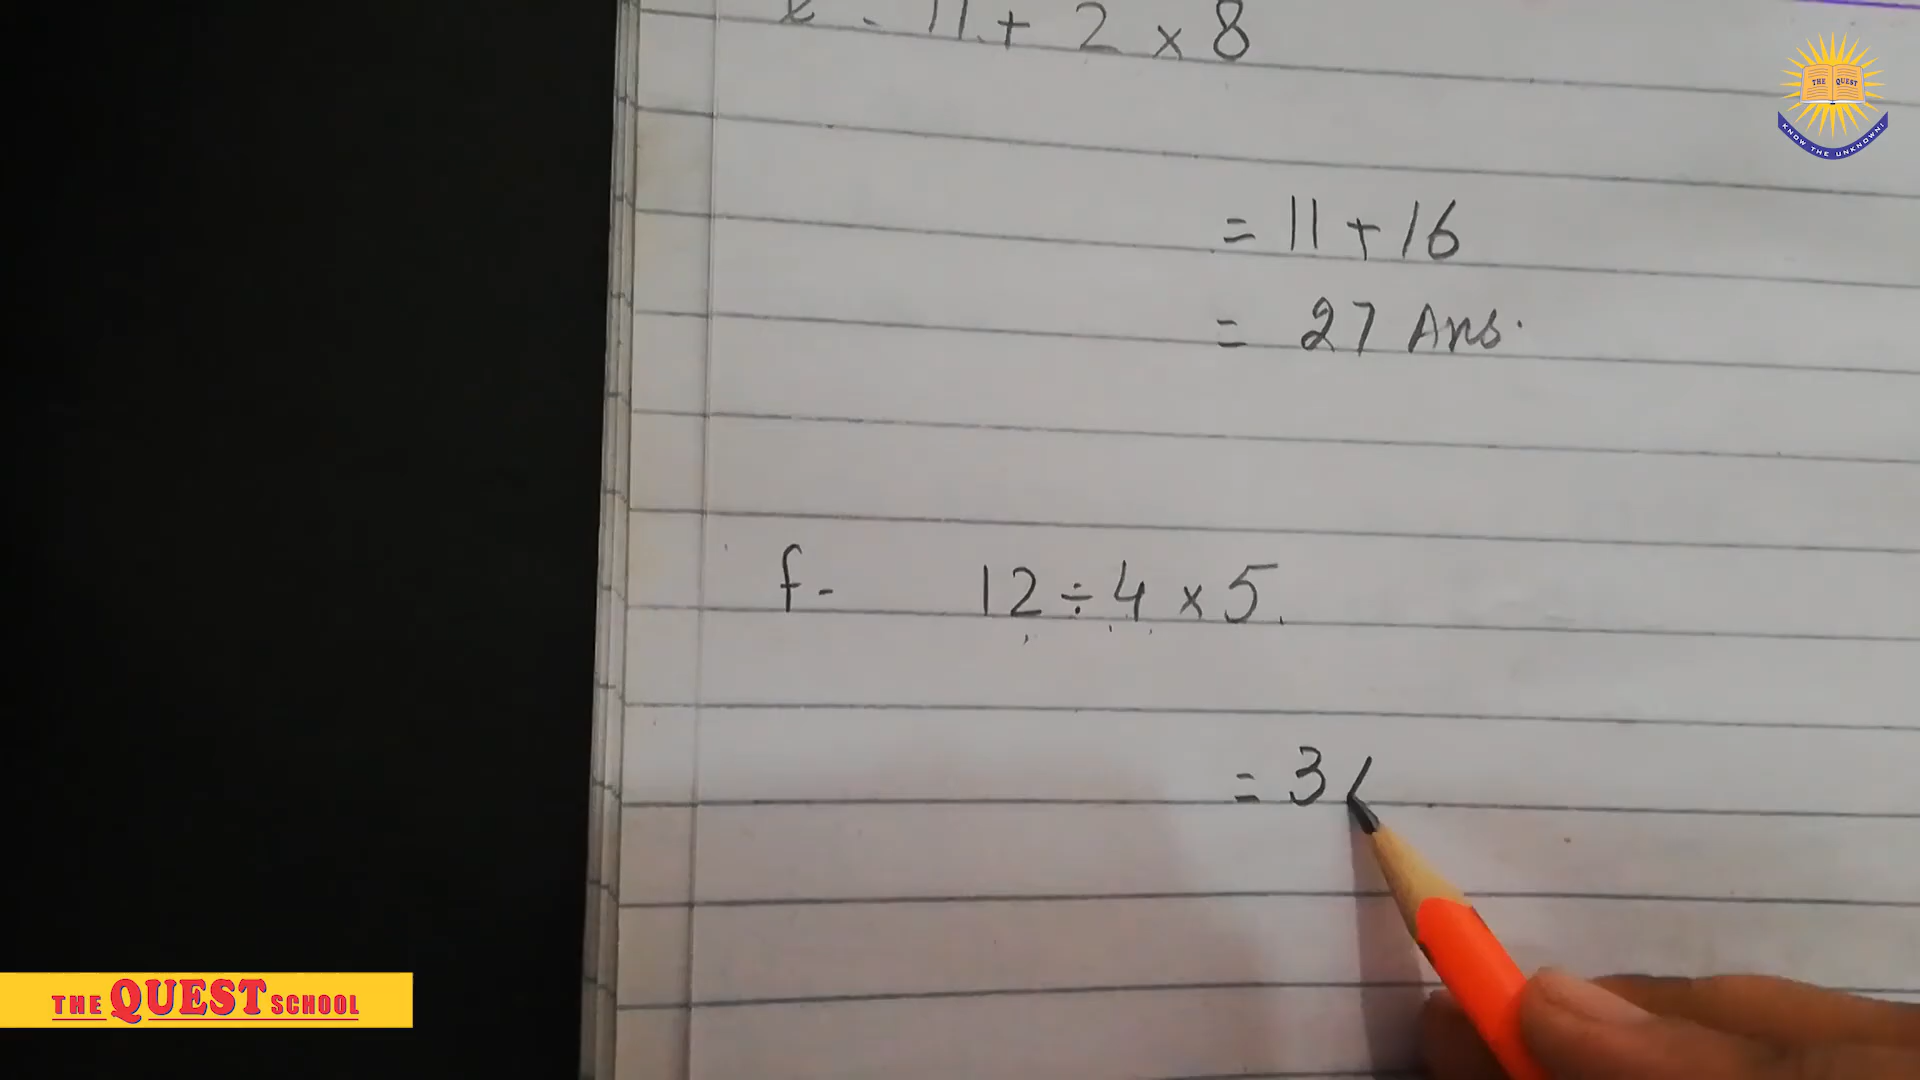 11 + 2 × 8
= 11 + 16
= 27 Ans.
f- 12 ÷ 4 × 5
= 3
THE QUEST
KNOW THE UNKNOWN!
THE QUEST SCHOOL